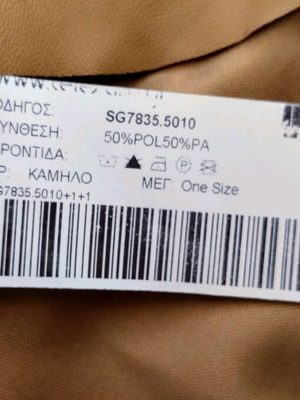 ΟΔΗΓΟΣ: SG7835.5010
ΥΝΘΕΣΗ: 50%POL50%PA
ΡΟΝΤΙΔΑ:
Ρ: ΚΑΜΗΛΟ ΜΕΓ: One Size
G7835.5010+1+1